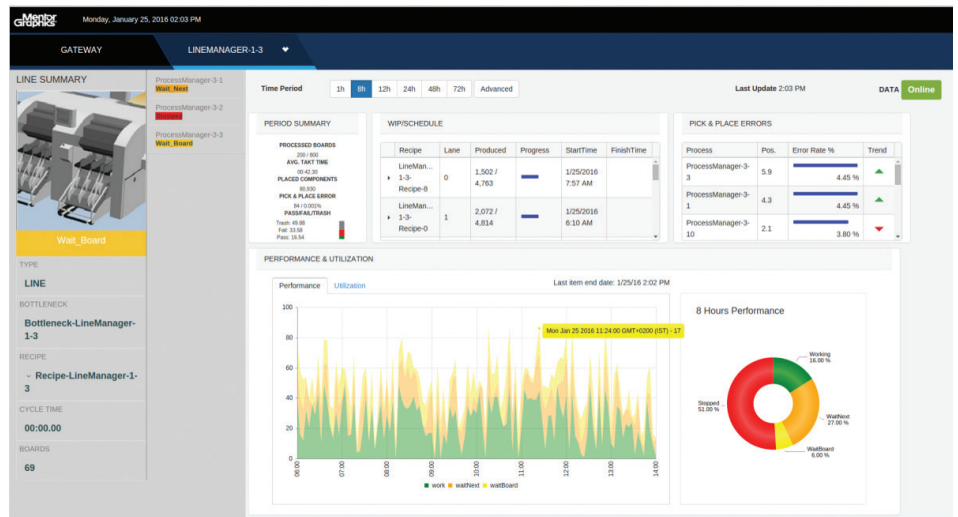 Mentor
Graphics
Monday, January 25, 2016 02:03 PM
GATEWAY
LINEMANAGER-1-3
LINE SUMMARY
Wait_Board
TYPE
LINE
BOTTLENECK
Bottleneck-LineManager-
1-3
RECIPE
Recipe-LineManager-1-
3
CYCLE TIME
00:00.00
BOARDS
69
ProcessManager-3-1
Wait_Next
ProcessManager-3-2
ProcessManager-3-3
Wait_Board
Time Period 1h 8h 12h 24h 48h 72h Advanced
Last Update 2:03 PM
DATA Online
PERIOD SUMMARY
PROCESSED BOARDS
200 / 800
AVG. TAKT TIME
00:42.30
PLACED COMPONENTS
80,930
PICK & PLACE ERROR
84 / 0.001%
PASS/FAIL/TRASH
Trash: 49.88
Fail: 33.58
Pass: 16.54
WIP/SCHEDULE
Recipe Lane Produced Progress StartTime FinishTime
LineMan...
1-3-
Recipe-8
0
1,502 /
4,763
1/25/2016
7:57 AM
LineMan...
1-3-
Recipe-0
1
2,072 /
4,814
1/25/2016
6:10 AM
PICK & PLACE ERRORS
Process Pos. Error Rate % Trend
ProcessManager-3-
3
5.9
4.45 %
ProcessManager-3-
1
4.3
4.45 %
ProcessManager-3-
10
2.1
3.80 %
PERFORMANCE & UTILIZATION
Performance Utilization
Last item end date: 1/25/16 2:02 PM
100
80
60
40
20
0
Mon Jan 25 2016 11:24:00 GMT+0200 (IST) - 17
06:00 07:00 08:00 09:00 10:00 11:00 12:00 13:00 14:00
work waitNext waitBoard
8 Hours Performance
Working
16.00 %
WaitNext
27.00 %
WaitBoard
6.00 %
Stopped
51.00 %